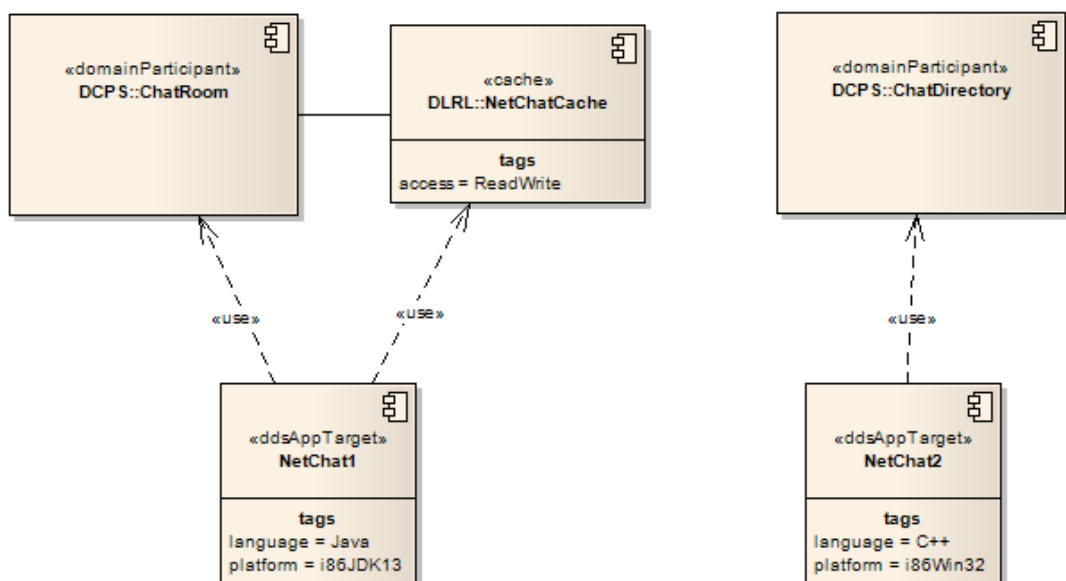 «domainParticipant»
DCPS::ChatRoom
«cache»
DLRL::NetChatCache
tags
access = ReadWrite
«domainParticipant»
DCPS::ChatDirectory
«use»
«use»
«use»
«ddsAppTarget»
NetChat1
tags
language = Java
platform = i86JDK13
«ddsAppTarget»
NetChat2
tags
language = C++
platform = i86Win32